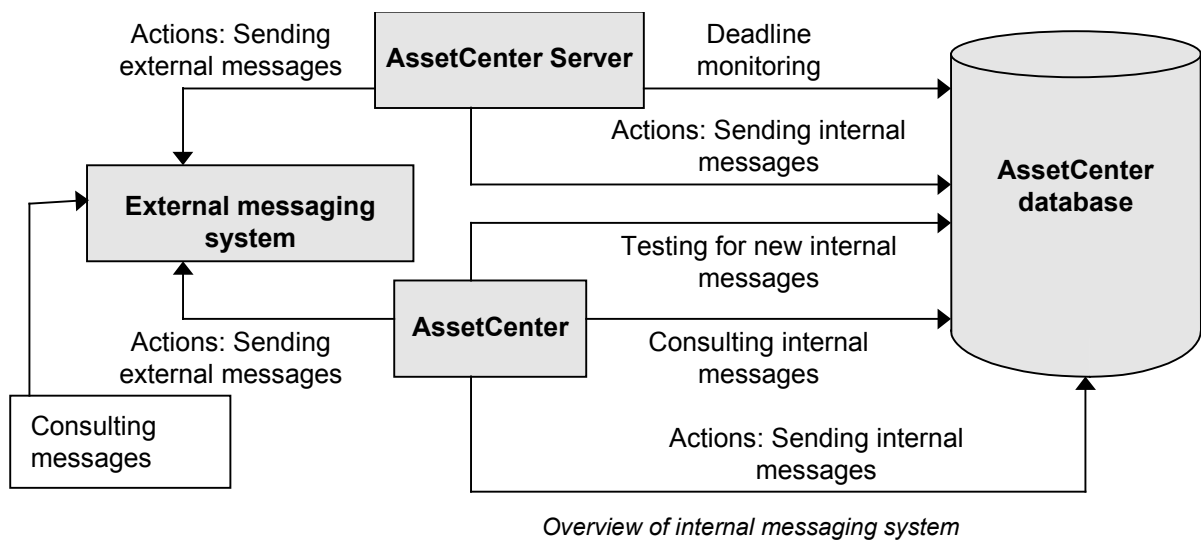 Actions: Sending
external messages
AssetCenter Server
Deadline
monitoring
Actions: Sending internal
messages
AssetCenter
database
External messaging
system
Testing for new internal
messages
AssetCenter
Actions: Sending
external messages
Consulting internal
messages
Consulting
messages
Actions: Sending internal
messages
Overview of internal messaging system